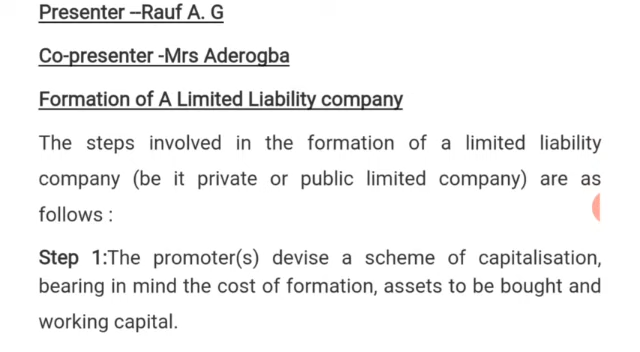 Presenter --Rauf A. G
Co-presenter -Mrs Aderogba
Formation of A Limited Liability company
The steps involved in the formation of a limited liability
company (be it private or public limited company) are as
follows :
Step 1:The promoter(s) devise a scheme of capitalisation,
bearing in mind the cost of formation, assets to be bought and
working capital.